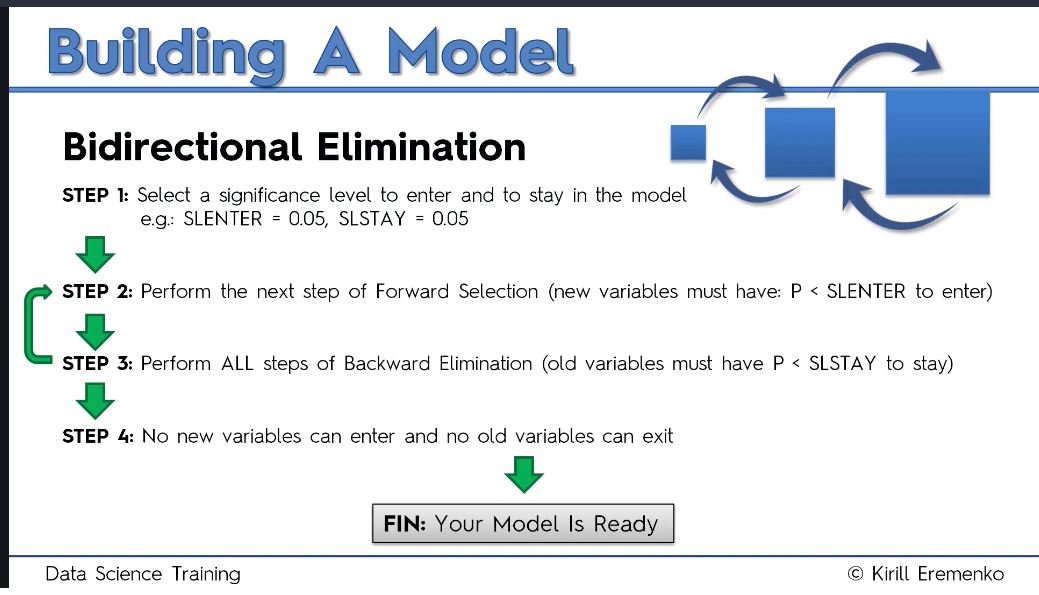 Building A Model
Bidirectional Elimination
STEP 1: Select a significance level to enter and to stay in the model
e.g.: SLENTER = 0.05, SLSTAY = 0.05
STEP 2: Perform the next step of Forward Selection (new variables must have: P < SLENTER to enter)
STEP 3: Perform ALL steps of Backward Elimination (old variables must have P < SLSTAY to stay)
STEP 4: No new variables can enter and no old variables can exit
FIN: Your Model Is Ready
Data Science Training
© Kirill Eremenko